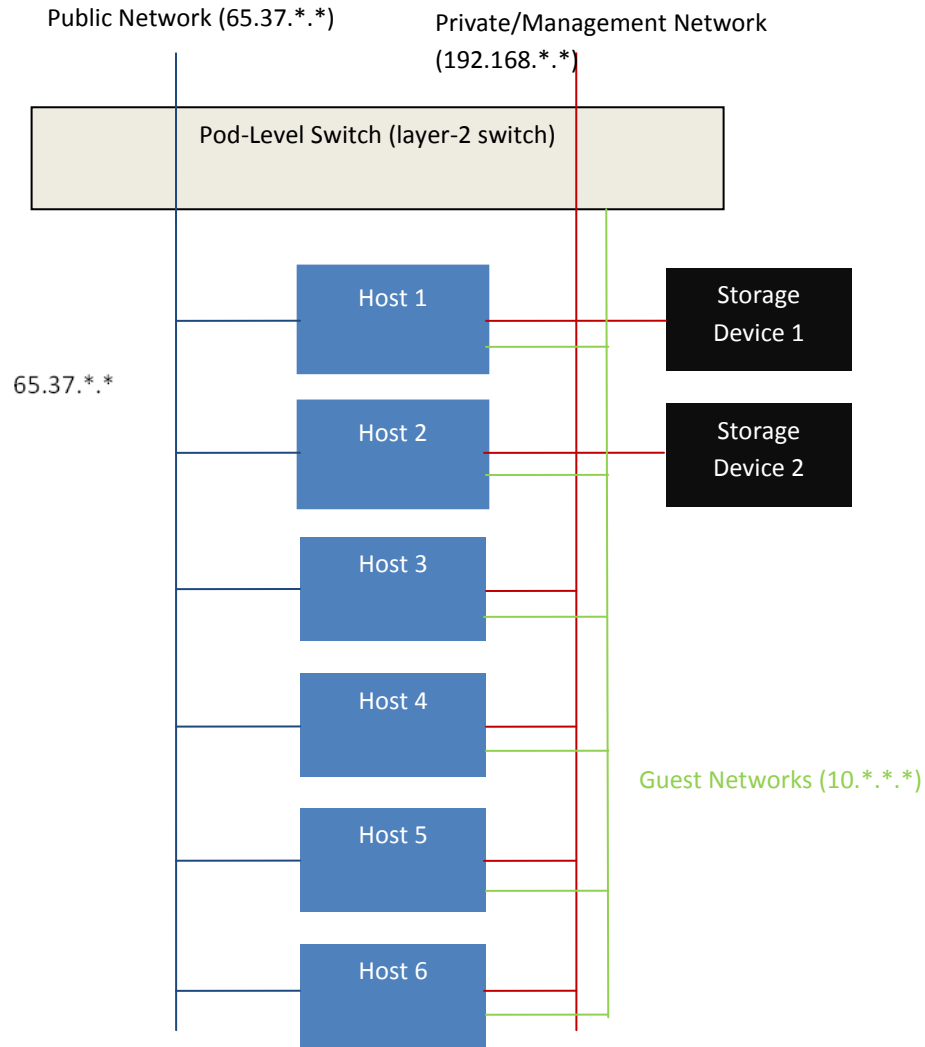 Public Network (65.37.*.*)
Private/Management Network
(192.168.*.*)
Pod-Level Switch (layer-2 switch)
Host 1
Storage
Device 1
65.37.*.*
Host 2
Storage
Device 2
Host 3
Host 4
Guest Networks (10.*.*.*)
Host 5
Host 6